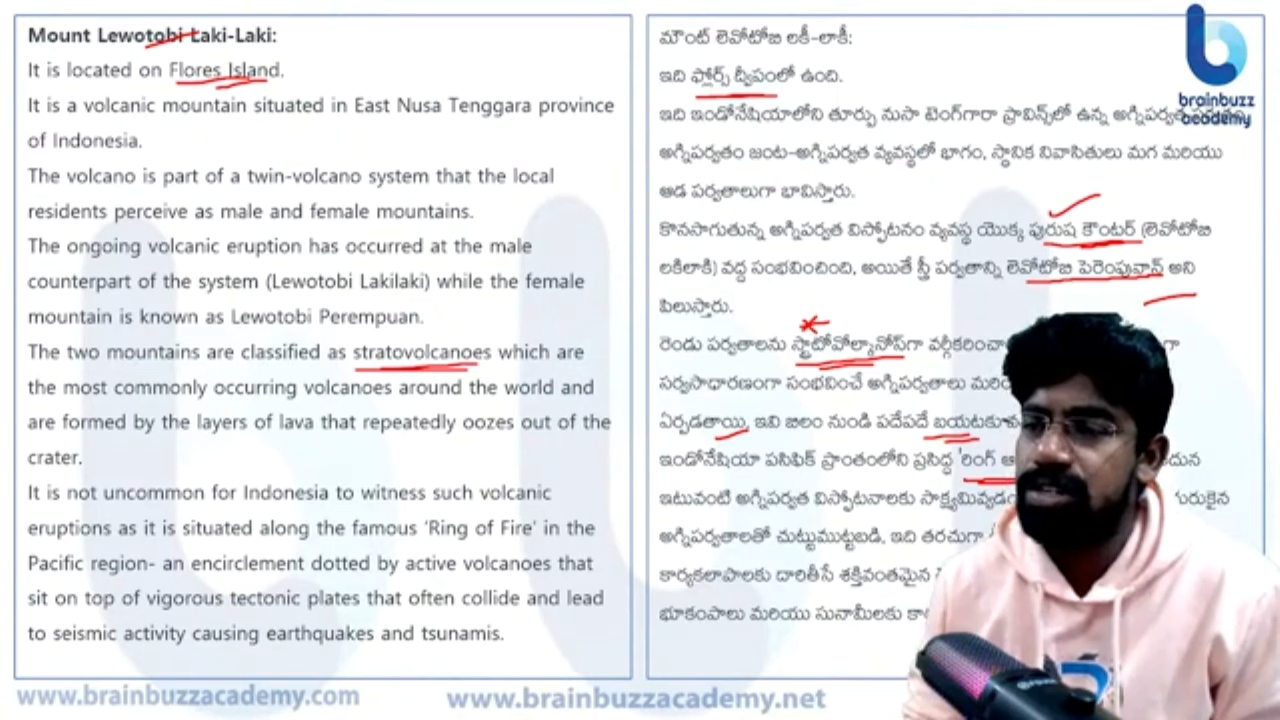 Mount Lewotobi Laki-Laki:
It is located on Flores Island.
It is a volcanic mountain situated in East Nusa Tenggara province
of Indonesia.
The volcano is part of a twin-volcano system that the local
residents perceive as male and female mountains.
The ongoing volcanic eruption has occurred at the male
counterpart of the system (Lewotobi Lakilaki) while the female
mountain is known as Lewotobi Perempuan.
The two mountains are classified as stratovolcanoes which are
the most commonly occurring volcanoes around the world and
are formed by the layers of lava that repeatedly oozes out of the
crater.
It is not uncommon for Indonesia to witness such volcanic
eruptions as it is situated along the famous ‘Ring of Fire’ in the
Pacific region- an encirclement dotted by active volcanoes that
sit on top of vigorous tectonic plates that often collide and lead
to seismic activity causing earthquakes and tsunamis.
మౌంట్ లెవోటోబి లకీ-లాకీ:
ఇది ఫ్లోర్స్ ద్వీపంలో ఉంది.
ఇది ఇండోనేషియాలోని తూర్పు నుసా టెంగ్‌గారా ప్రావిన్స్‌లో ఉన్న
అగ్నిపర్వతం జంట-అగ్నిపర్వత వ్యవస్థలో భాగం, స్థానిక నివాసితులు మగ మరియు
ఆడ పర్వతాలుగా భావిస్తారు.
కొనసాగుతున్న అగ్నిపర్వత విస్ఫోటనం వ్యవస్థ యొక్క పురుష కౌంటర్ (లెవోటోబి
లకిలాకి) వద్ద సంభవించింది, అయితే స్త్రీ పర్వతాన్ని లెవోటోబి పెరెంపువాన్ అని
పిలుస్తారు.
రెండు పర్వతాలను స్ట్రాటోవోల్కానోస్‌గా
సర్వసాధారణంగా సంభవించే అగ్నిపర్వతాలు
ఏర్పడతాయి, ఇవి బిలం నుండి పదేపదే
ఇండోనేషియా పసిఫిక్ ప్రాంతంలోని ప్రసిద్ధ 'రింగ్
ఇటువంటి అగ్నిపర్వత విస్ఫోటనాలకు
అగ్నిపర్వతాలతో చుట్టుముట్టబడి, ఇది తరచుగా
కార్యకలాపాలకు దారితీసే శక్తివంతమైన
భూకంపాలు మరియు సునామీలకు
brainbuzz
academy
www.brainbuzzacademy.com
www.brainbuzzacademy.net